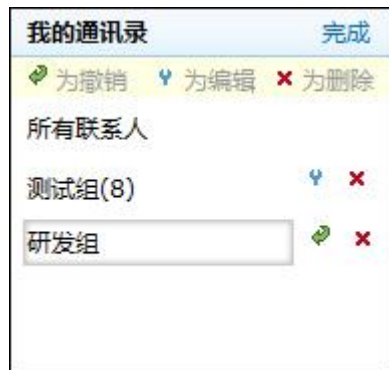 我的通讯录 完成
为撤销 为编辑 为删除
所有联系人
测试组(8)
研发组